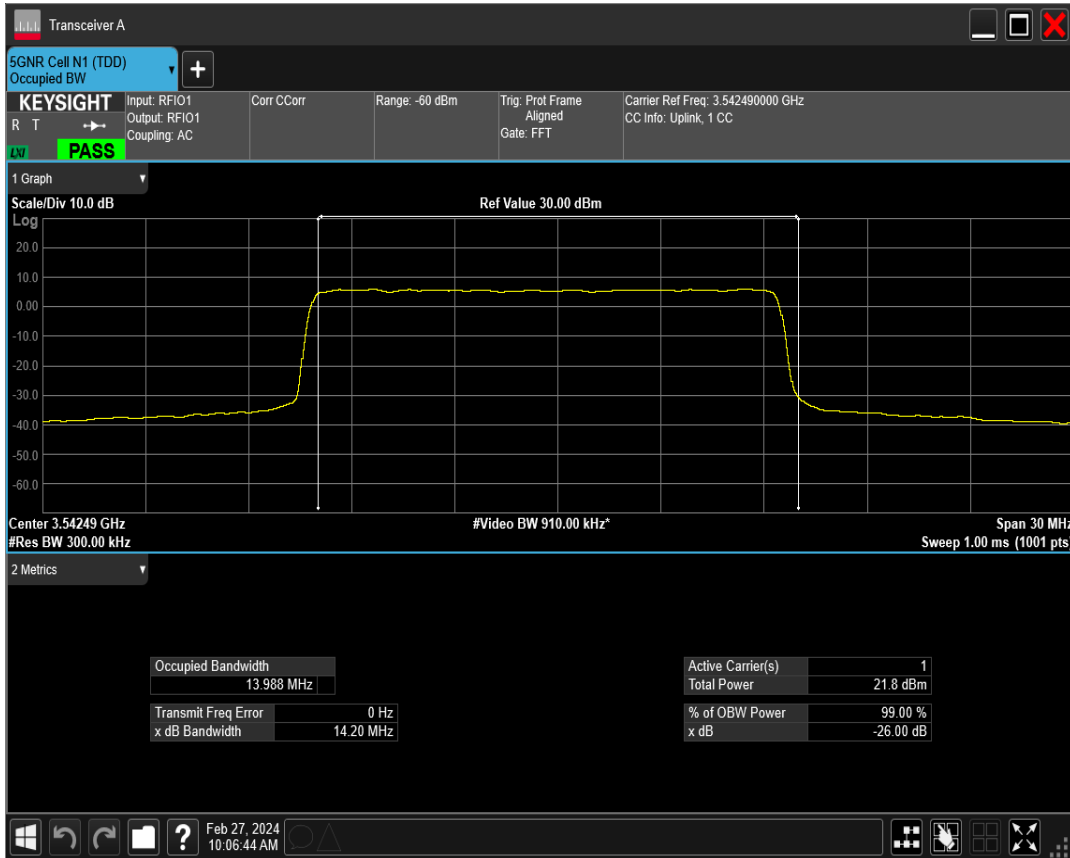 Transceiver A
5GNR Cell N1 (TDD)
Occupied BW
+
KEYSIGHT
R T
LXI
PASS
Input: RFIO1
Output: RFIO1
Coupling: AC
Corr CCorr
Range: -60 dBm
Trig: Prot Frame
Aligned
Gate: FFT
Carrier Ref Freq: 3.542490000 GHz
CC Info: Uplink, 1 CC
1 Graph
Scale/Div 10.0 dB
Ref Value 30.00 dBm
Log
20.0
10.0
0.00
-10.0
-20.0
-30.0
-40.0
-50.0
-60.0
Center 3.54249 GHz
#Video BW 910.00 kHz*
Span 30 MHz
#Res BW 300.00 kHz
Sweep 1.00 ms (1001 pts)
2 Metrics
Occupied Bandwidth
13.988 MHz
Transmit Freq Error 0 Hz
x dB Bandwidth 14.20 MHz
Active Carrier(s) 1
Total Power 21.8 dBm
% of OBW Power 99.00 %
x dB -26.00 dB
?
Feb 27, 2024
10:06:44 AM